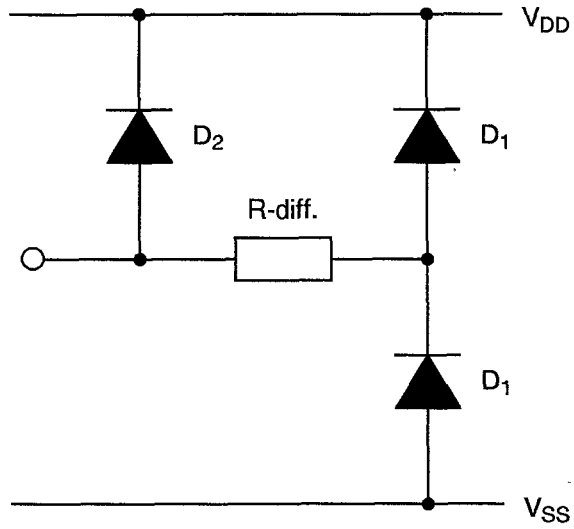 V_DD
D_2
D_1
R-diff.
D_1
V_SS